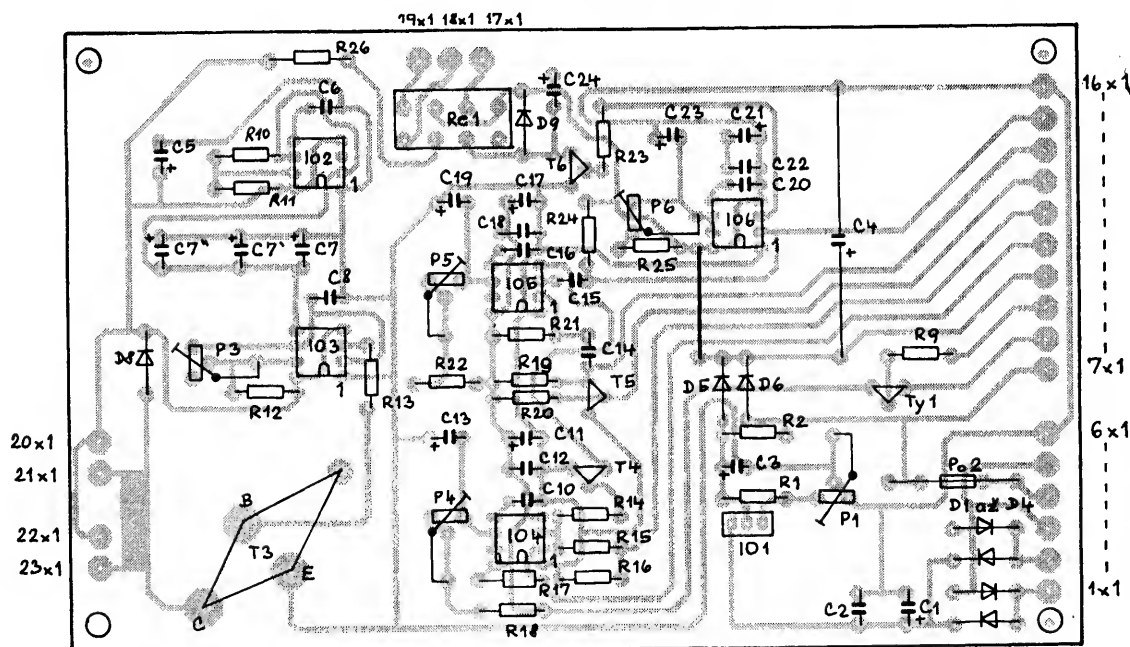 19x1 18x1 17x1
R26
C6
C24
16x1
Re1
D9
C23
C21
C5
R10
102
1
T6
R23
C22
C20
R11
C19
C17
P6
106
1
C18
R24
C4
C7" C7' C7
C16
R25
P5
C8
105
1
C15
R21
103
1
D8
P3
C14
R9
R22
R19
7x1
R12
R13
T5
D5
D6
R20
Ty1
C13
C11
R2
20x1
6x1
21x1
C12
T4
C3
Po2
B
P4
C10
R14
R1
P1
D1 až D4
22x1
T3
104
1
R15
101
23x1
E
R16
R17
1x1
C
R18
C2
C1